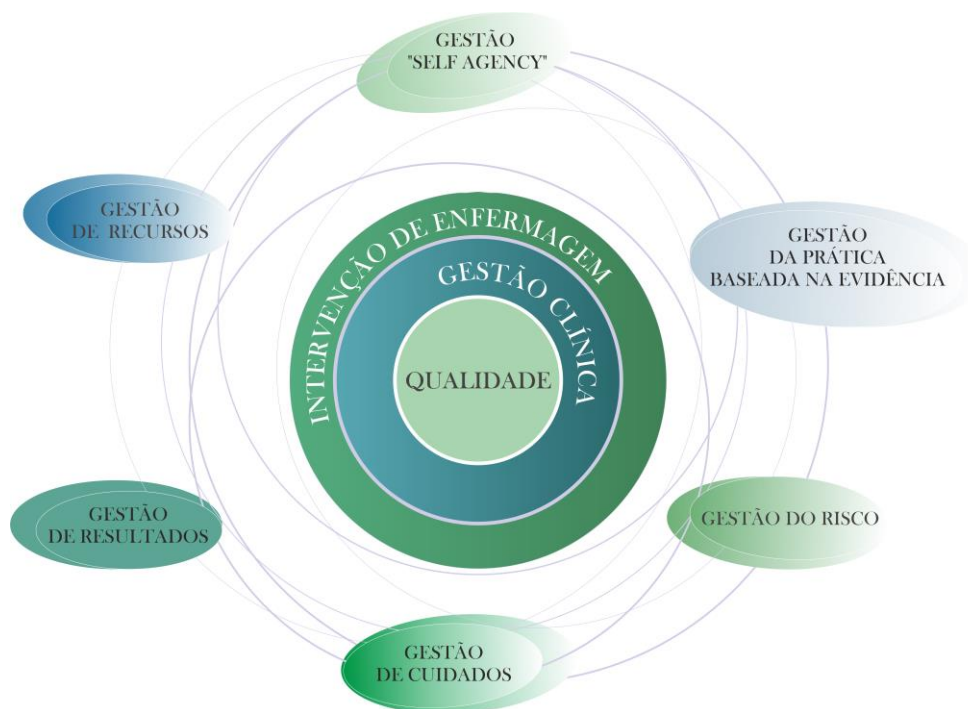 GESTÃO
"SELF AGENCY"
GESTÃO
DE RECURSOS
GESTÃO
DA PRÁTICA
BASEADA NA EVIDÊNCIA
INTERVENÇÃO DE ENFERMAGEM
GESTÃO CLÍNICA
QUALIDADE
GESTÃO
DE RESULTADOS
GESTÃO DO RISCO
GESTÃO
DE CUIDADOS